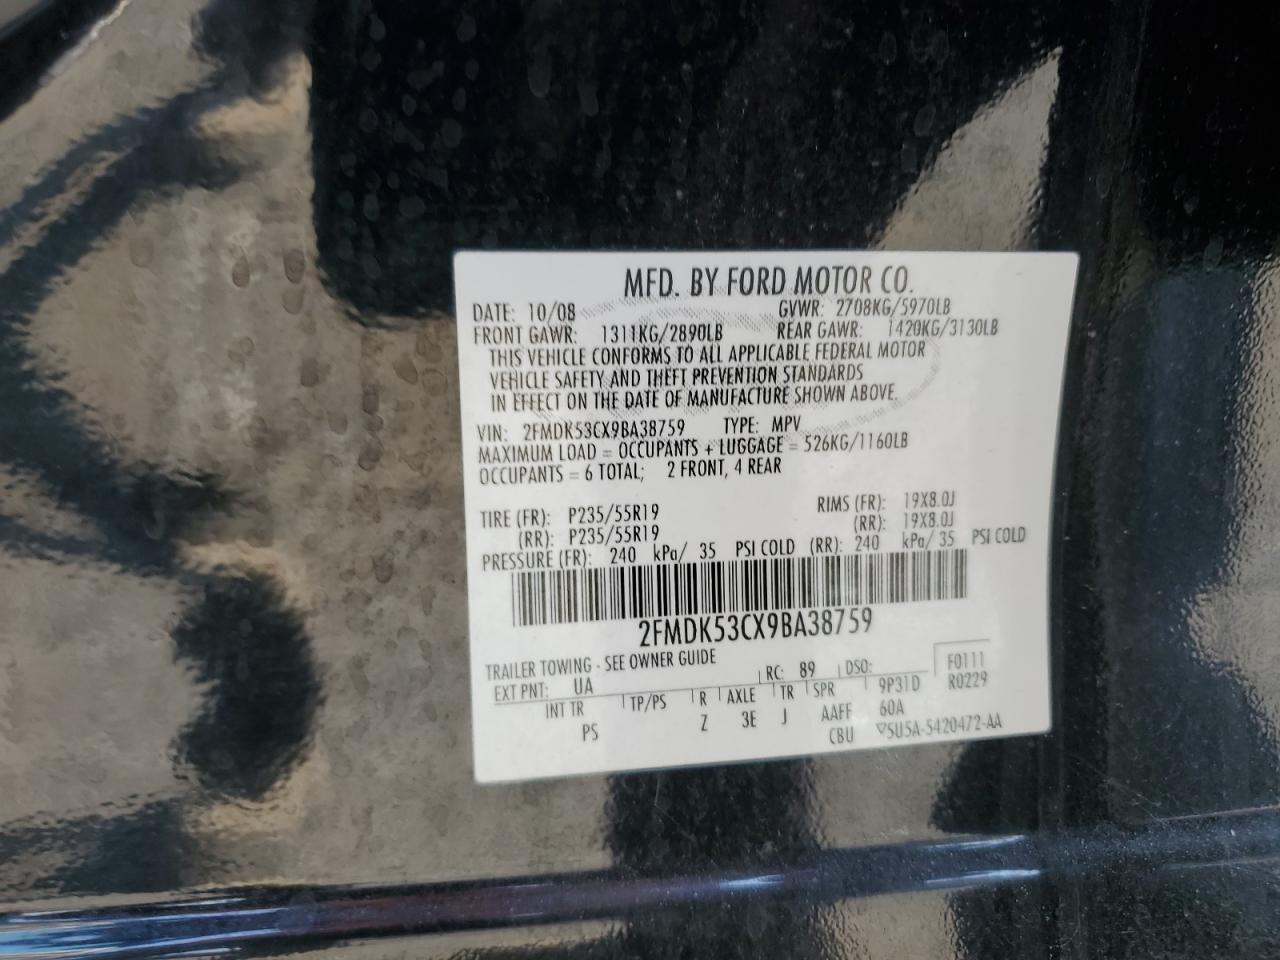 MFD. BY FORD MOTOR CO.
DATE: 10/08 GVWR: 2708KG/5970LB
FRONT GAWR: 1311KG/2890LB REAR GAWR: 1420KG/3130LB
THIS VEHICLE CONFORMS TO ALL APPLICABLE FEDERAL MOTOR
VEHICLE SAFETY AND THEFT PREVENTION STANDARDS
IN EFFECT ON THE DATE OF MANUFACTURE SHOWN ABOVE.
VIN: 2FMDK53CX9BA38759 TYPE: MPV
MAXIMUM LOAD = OCCUPANTS + LUGGAGE = 526KG/1160LB
OCCUPANTS = 6 TOTAL; 2 FRONT, 4 REAR
TIRE (FR): P235/55R19 RIMS (FR): 19X8.0J
(RR): P235/55R19 (RR): 19X8.0J
PRESSURE (FR): 240 kPa/ 35 PSI COLD (RR): 240 kPa/ 35 PSI COLD
2FMDK53CX9BA38759
TRAILER TOWING - SEE OWNER GUIDE
EXT PNT: UA RC: 89 DSO: F0111
INT TR TP/PS R AXLE TR SPR 9P31D R0229
PS Z 3E J AAFF 60A
CBU ▽5U5A-5420472-AA